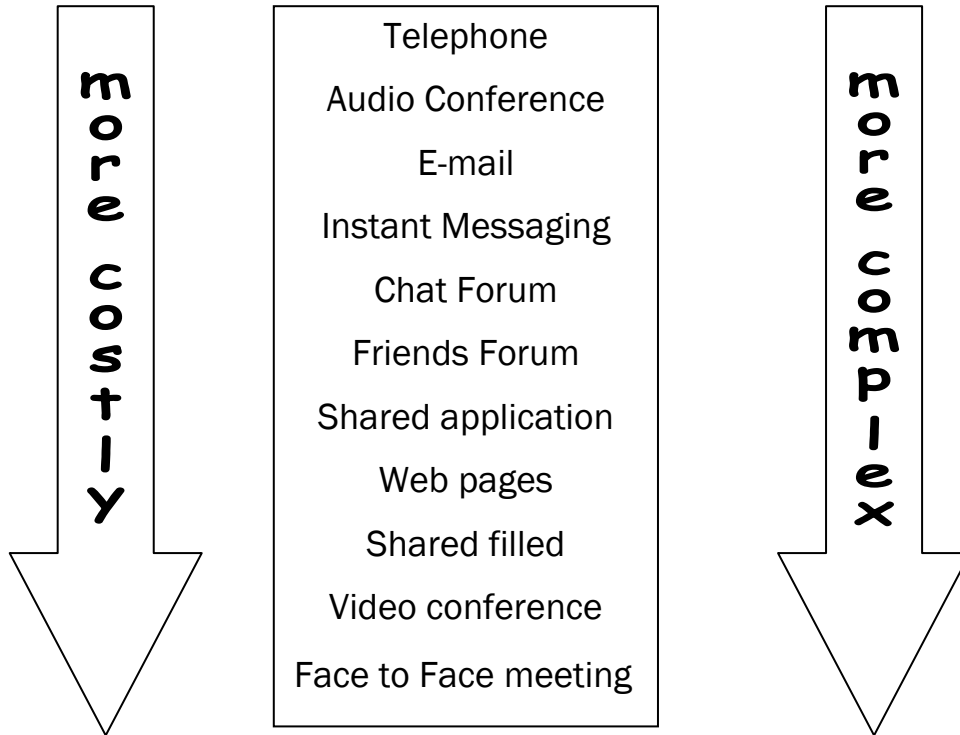 more costly
Telephone
Audio Conference
E-mail
Instant Messaging
Chat Forum
Friends Forum
Shared application
Web pages
Shared filled
Video conference
Face to Face meeting
more complex